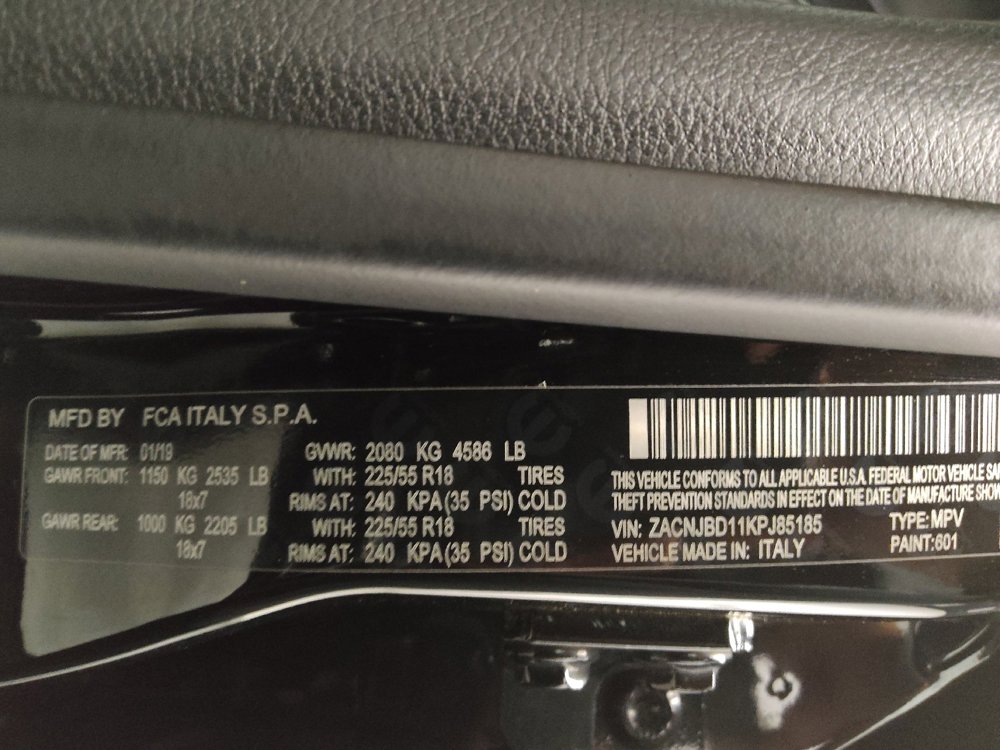 MFD BY FCA ITALY S.P.A.
DATE OF MFR: 01/19 GVWR: 2080 KG 4586 LB
GAWR FRONT: 1150 KG 2535 LB WITH: 225/55 R18 TIRES
18x7 RIMS AT: 240 KPA(35 PSI) COLD
GAWR REAR: 1000 KG 2205 LB WITH: 225/55 R18 TIRES
18x7 RIMS AT: 240 KPA(35 PSI) COLD
THIS VEHICLE CONFORMS TO ALL APPLICABLE U.S.A. FEDERAL MOTOR VEHICLE SA
THEFT PREVENTION STANDARDS IN EFFECT ON THE DATE OF MANUFACTURE SHOW
VIN: ZACNJBD11KPJ85185 TYPE: MPV
VEHICLE MADE IN: ITALY PAINT:601